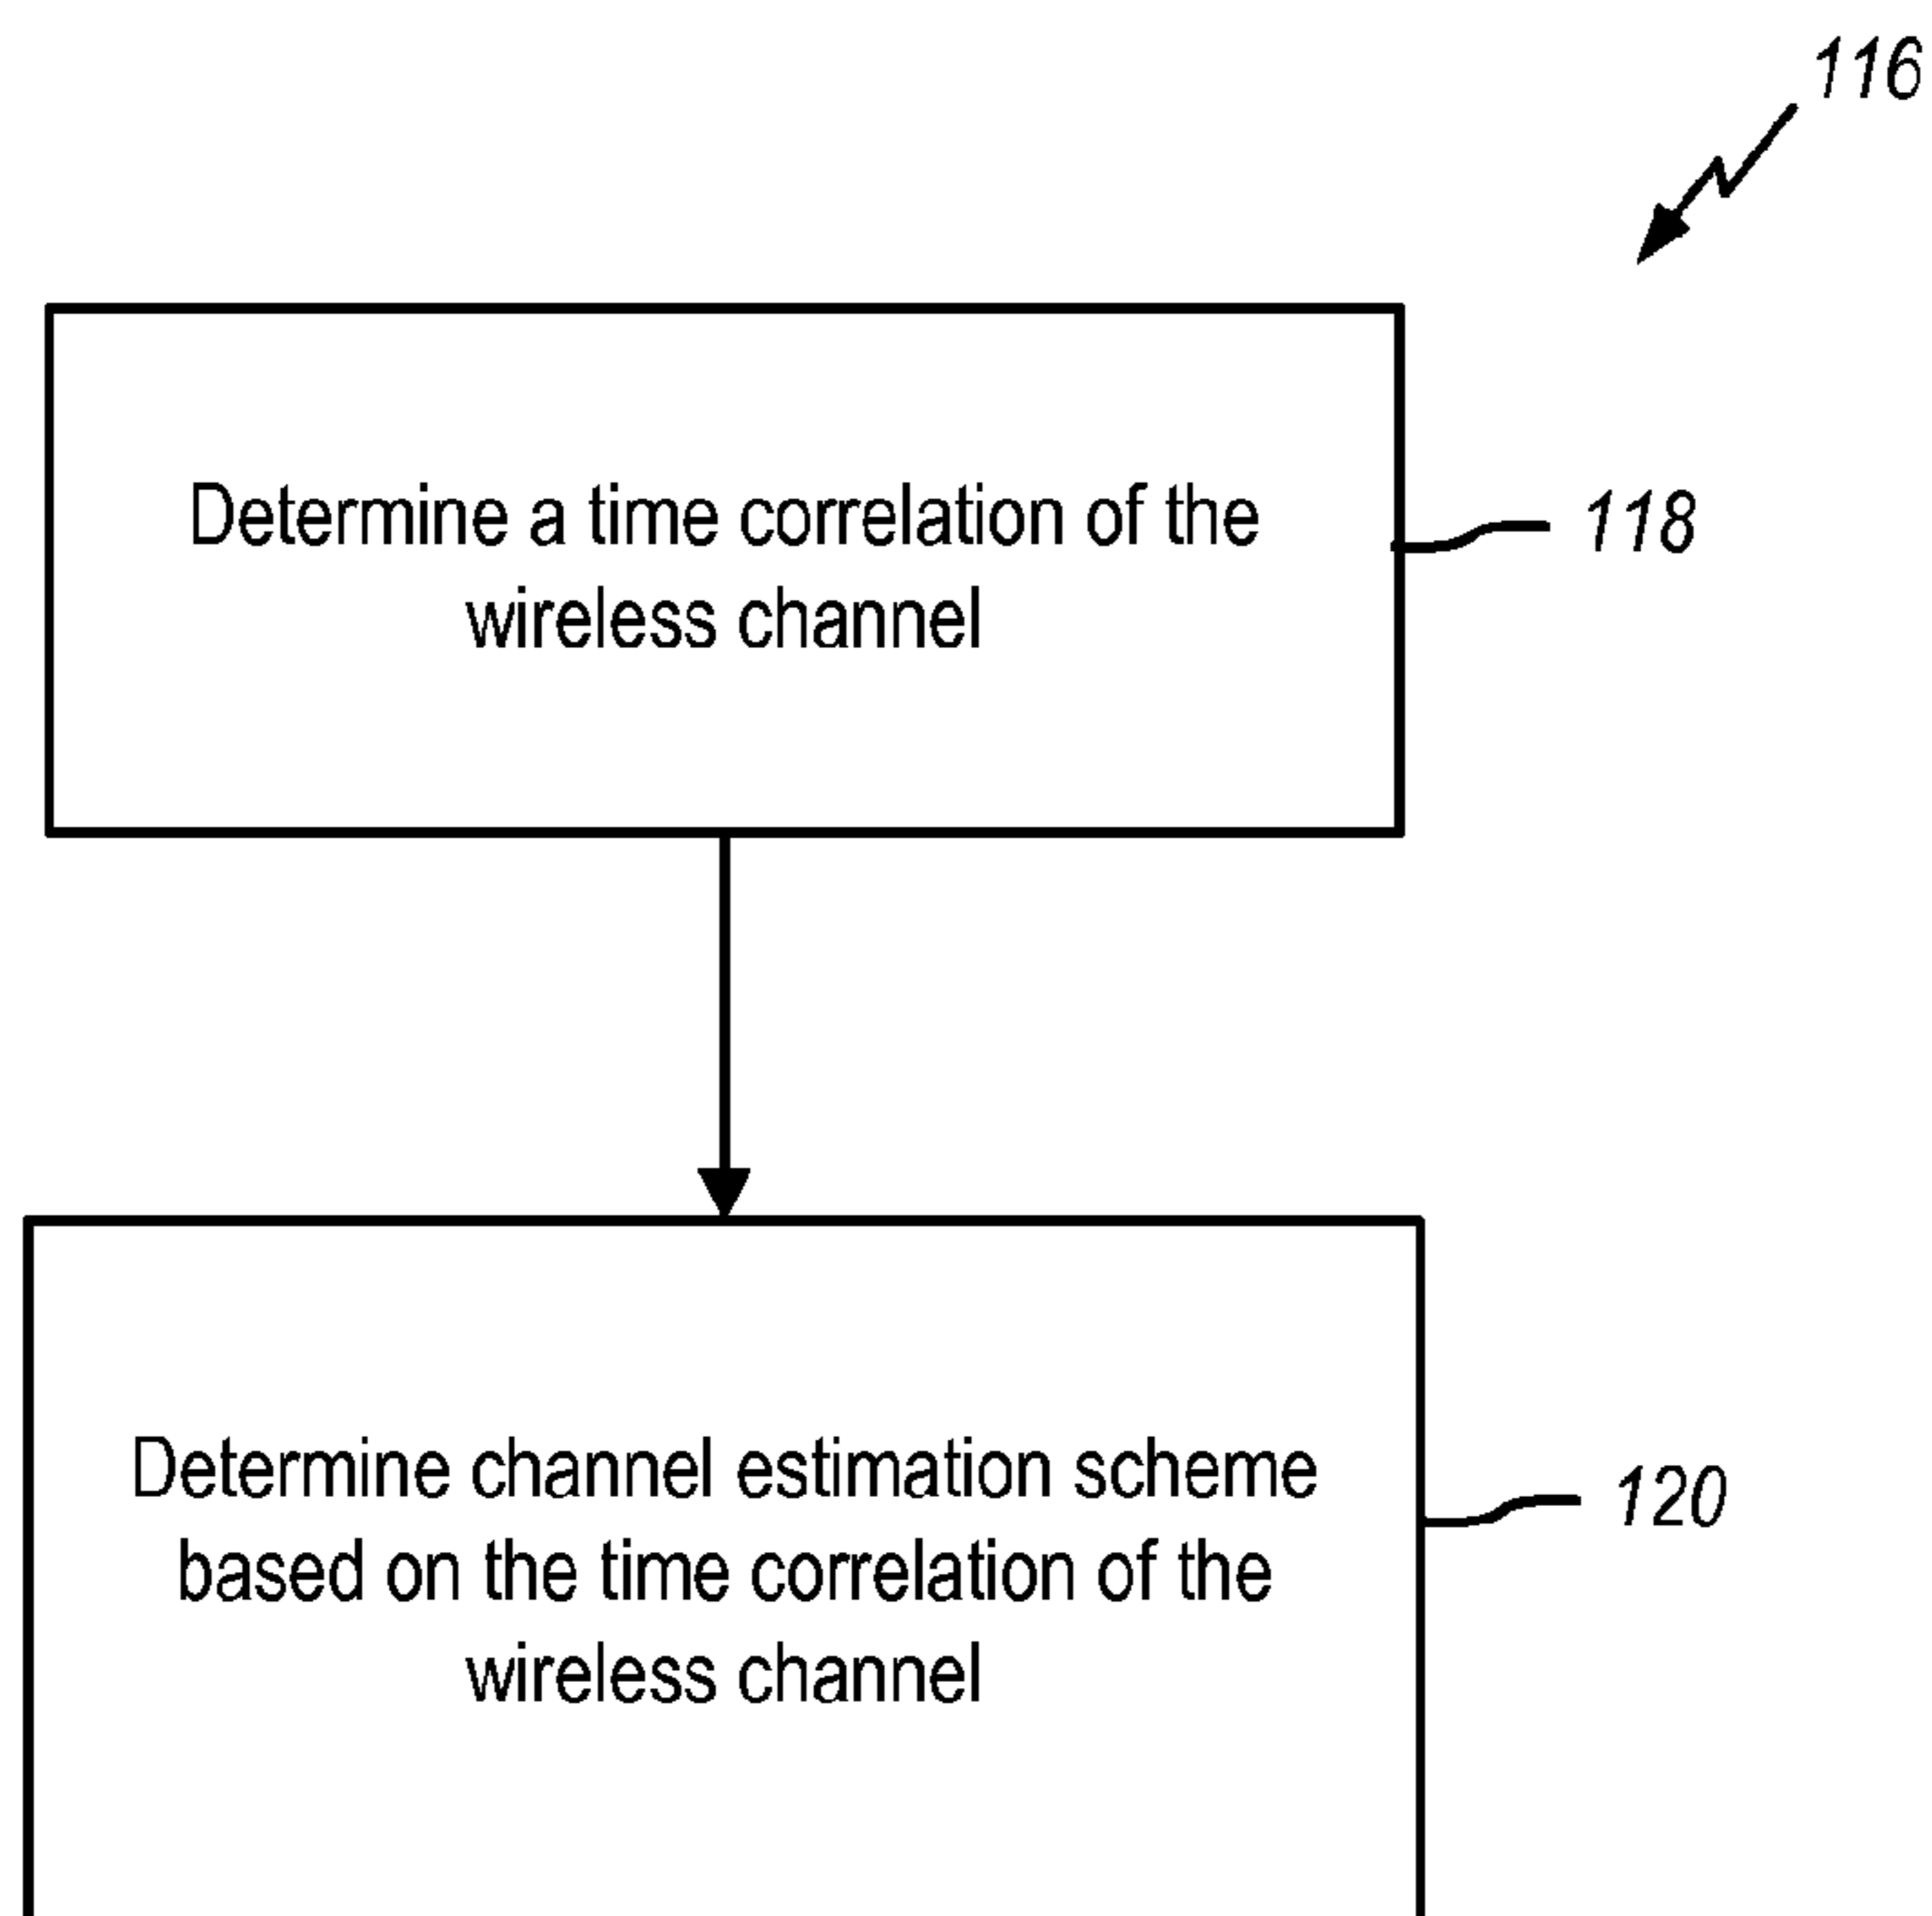 116
Determine a time correlation of the
wireless channel
118
Determine channel estimation scheme
based on the time correlation of the
wireless channel
120